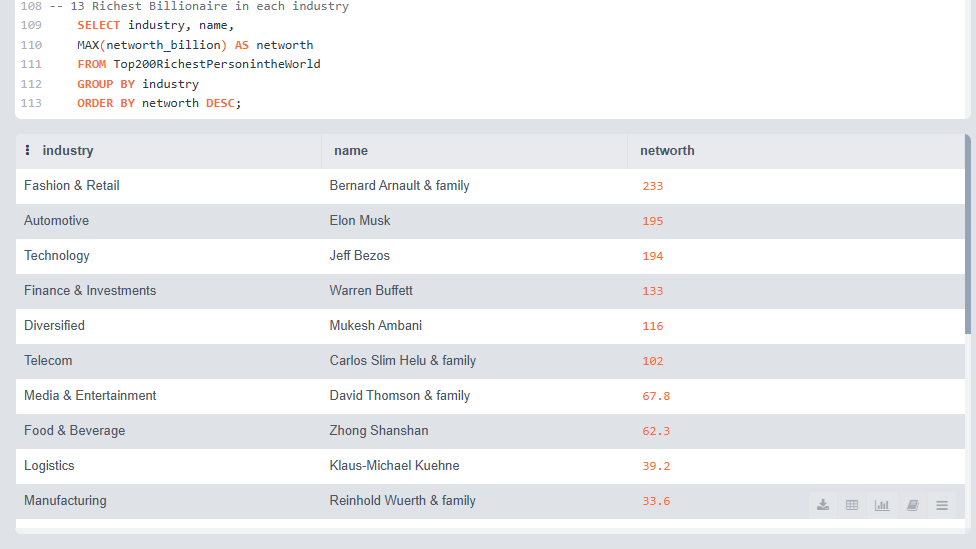 108 -- 13 Richest Billionaire in each industry
109 SELECT industry, name,
110 MAX(networth_billion) AS networth
111 FROM Top200RichestPersonintheWorld
112 GROUP BY industry
113 ORDER BY networth DESC;
industry name networth
Fashion & Retail Bernard Arnault & family 233
Automotive Elon Musk 195
Technology Jeff Bezos 194
Finance & Investments Warren Buffett 133
Diversified Mukesh Ambani 116
Telecom Carlos Slim Helu & family 102
Media & Entertainment David Thomson & family 67.8
Food & Beverage Zhong Shanshan 62.3
Logistics Klaus-Michael Kuehne 39.2
Manufacturing Reinhold Wuerth & family 33.6